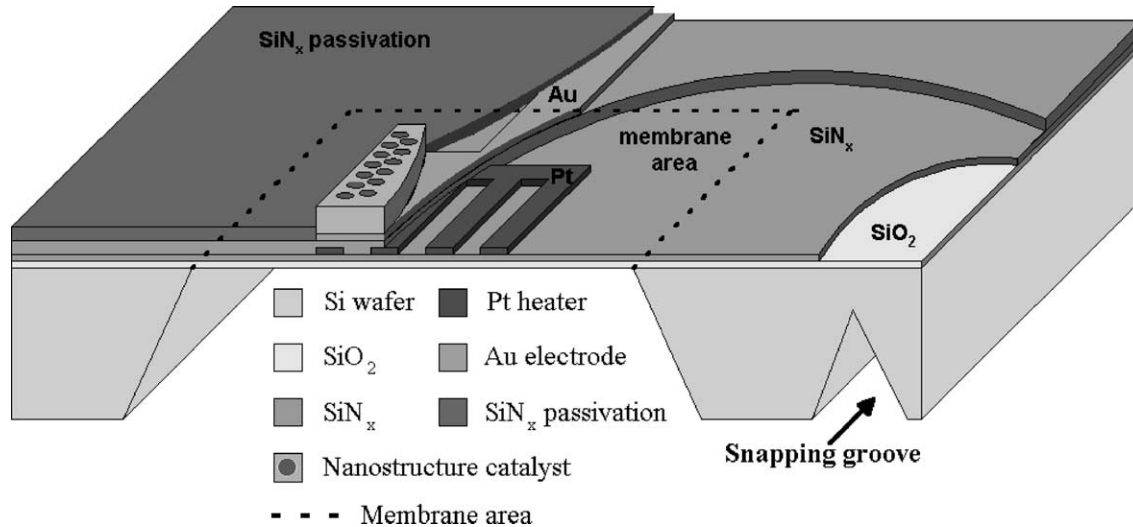 SiNx passivation
Au
membrane
area
SiNx
Pt
SiO2
Si wafer
Pt heater
SiO2
Au electrode
SiNx
SiNx passivation
Snapping groove
Nanostructure catalyst
Membrane area